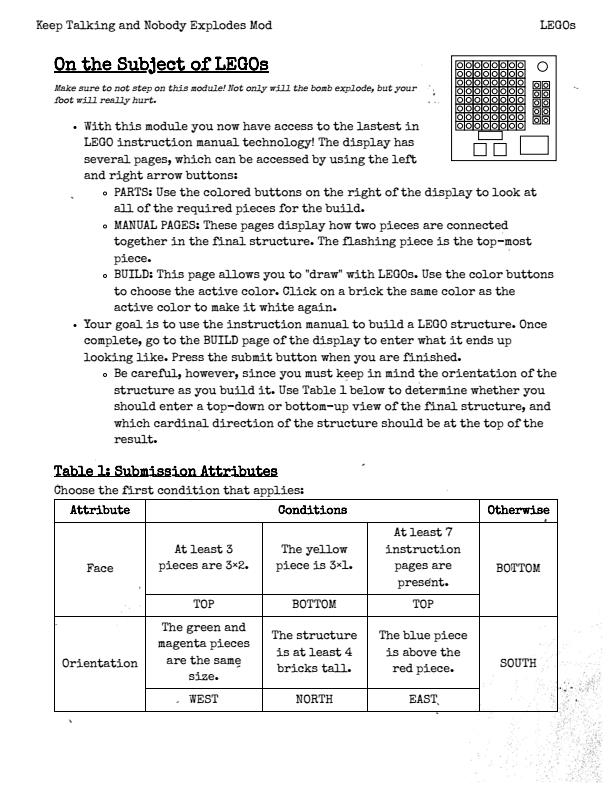 Keep Talking and Nobody Explodes Mod LEGOs
On the Subject of LEGOs
Make sure to not step on this module! Not only will the bomb explode, but your
foot will really hurt.
• With this module you now have access to the lastest in
LEGO instruction manual technology! The display has
several pages, which can be accessed by using the left
and right arrow buttons:
PARTS: Use the colored buttons on the right of the display to look at
all of the required pieces for the build.
MANUAL PAGES: These pages display how two pieces are connected
together in the final structure. The flashing piece is the top-most
piece.
BUILD: This page allows you to "draw" with LEGOs. Use the color buttons
to choose the active color. Click on a brick the same color as the
active color to make it white again.
• Your goal is to use the instruction manual to build a LEGO structure. Once
complete, go to the BUILD page of the display to enter what it ends up
looking like. Press the submit button when you are finished.
Be careful, however, since you must keep in mind the orientation of the
structure as you build it. Use Table 1 below to determine whether you
should enter a top-down or bottom-up view of the final structure, and
which cardinal direction of the structure should be at the top of the
result.
Table 1: Submission Attributes
Choose the first condition that applies:
Attribute Conditions Otherwise
Face
At least 3
pieces are 3×2.
The yellow
piece is 3×1.
At least 7
instruction
pages are
present.
BOTTOM
TOP BOTTOM TOP
Orientation
The green and
magenta pieces
are the same
size.
The structure
is at least 4
bricks tall.
The blue piece
is above the
red piece.
SOUTH
WEST NORTH EAST